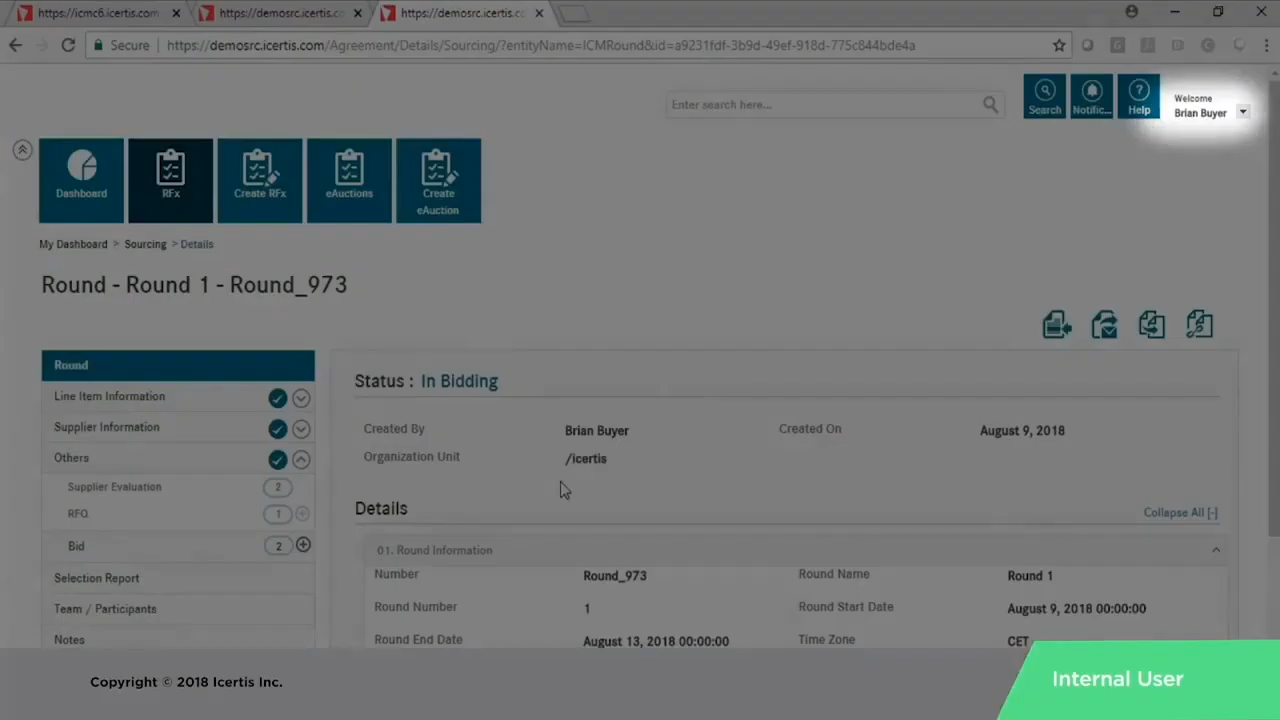 https://icmc6.icertis.com
https://demosrc.icertis.cc
https://demosrc.icertis.cc
Secure
https://demosrc.icertis.com/Agreement/Details/Sourcing/?entityName=ICMRound&id=a9231fdf-3b9d-49ef-918d-775c844bde4a
Enter search here...
Search
Notific...
Help
Welcome
Brian Buyer
Dashboard
RFx
Create RFx
eAuctions
Create
eAuction
My Dashboard > Sourcing > Details
Round - Round 1 - Round_973
Round
Line Item Information
Supplier Information
Others
Supplier Evaluation 2
RFQ 1
Bid 2
Selection Report
Team / Participants
Notes
Status : In Bidding
Created By Brian Buyer Created On August 9, 2018
Organization Unit /icertis
Details Collapse All [-]
01. Round Information
Number Round_973 Round Name Round 1
Round Number 1 Round Start Date August 9, 2018 00:00:00
Round End Date August 13, 2018 00:00:00 Time Zone CET
Copyright © 2018 Icertis Inc.
Internal User